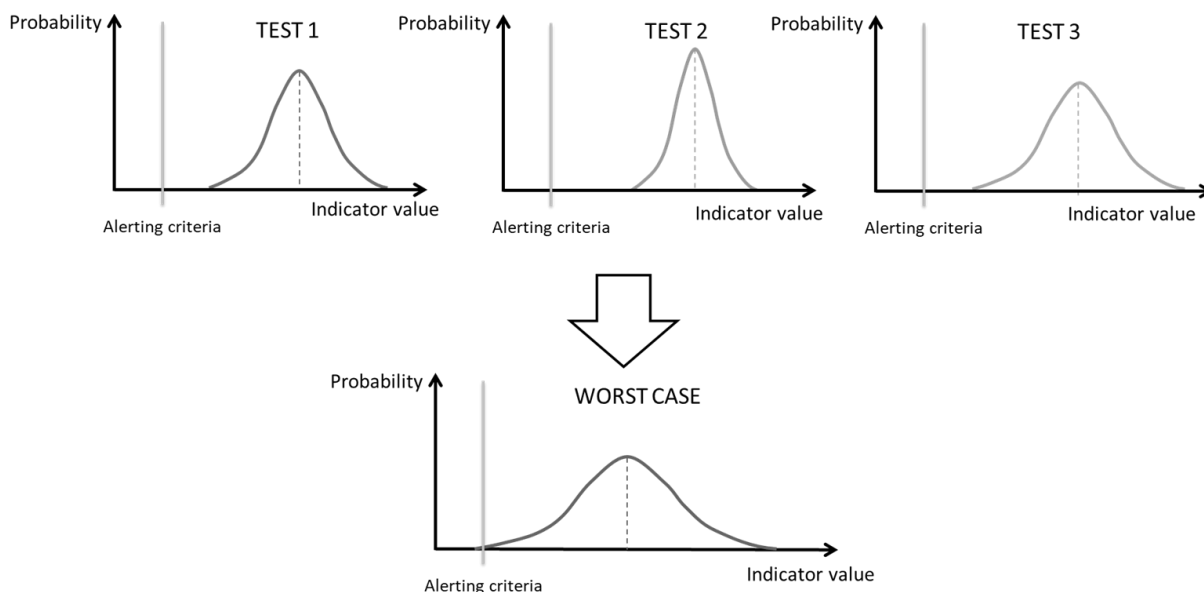 Probability
TEST 1
Indicator value
Alerting criteria
Probability
TEST 2
Indicator value
Alerting criteria
Probability
TEST 3
Indicator value
Alerting criteria
Probability
WORST CASE
Indicator value
Alerting criteria